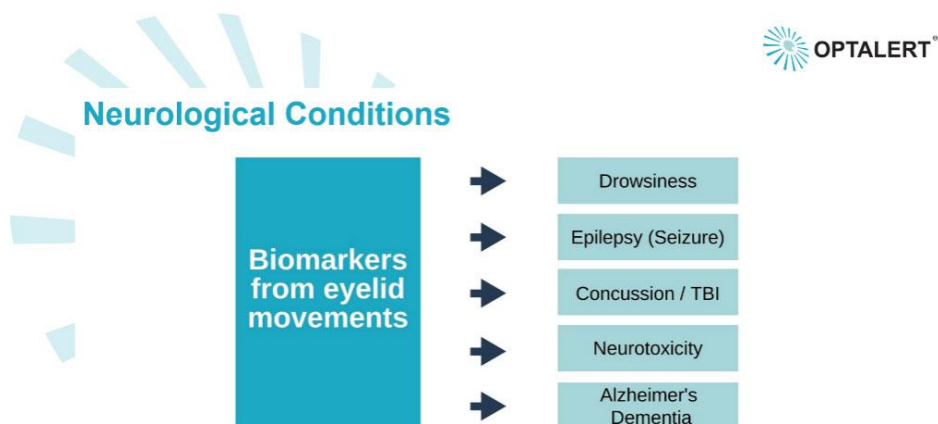 OPTALERT®
Neurological Conditions
Biomarkers
from eyelid
movements
Drowsiness
Epilepsy (Seizure)
Concussion / TBI
Neurotoxicity
Alzheimer's
Dementia